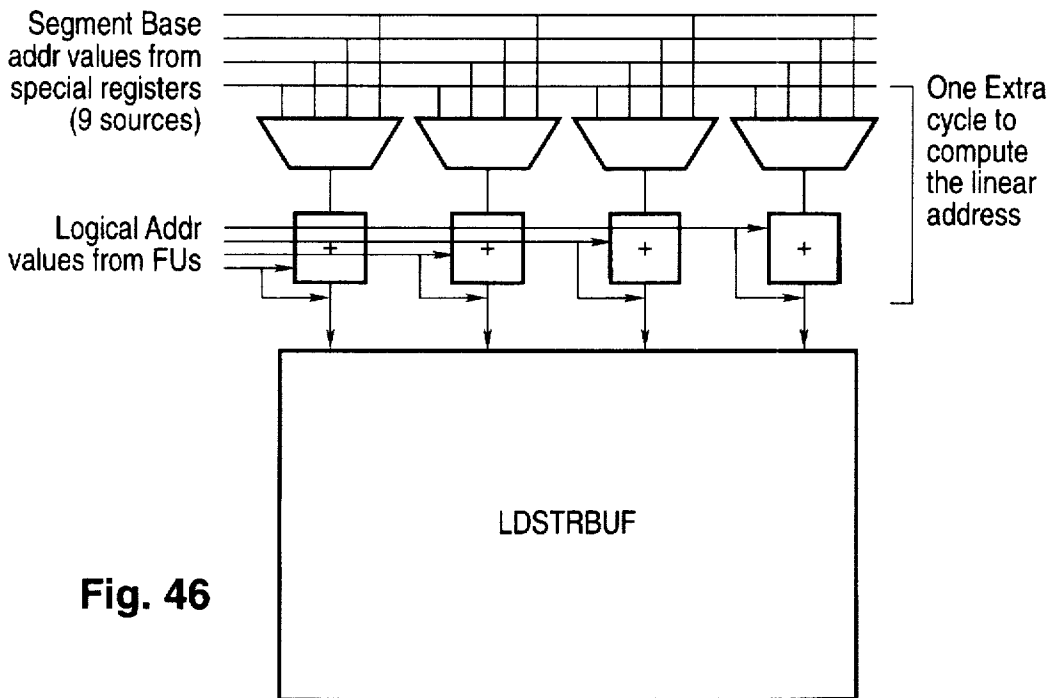 Segment Base
addr values from
special registers
(9 sources)
One Extra
cycle to
compute
the linear
address
Logical Addr
values from FUs
+ + + +
LDSTRBUF
Fig. 46